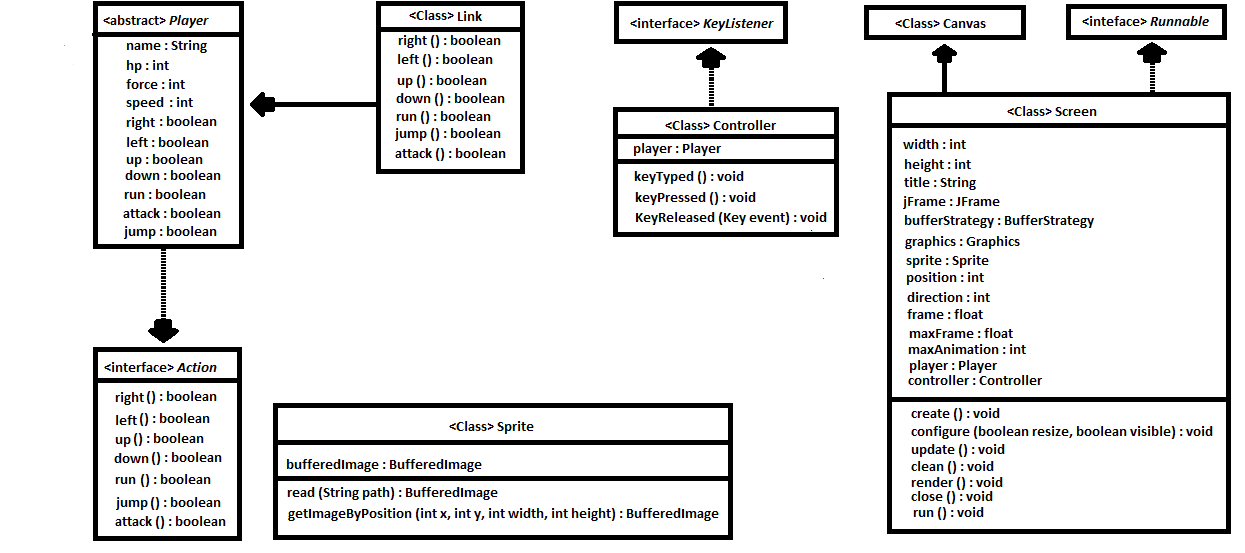 <abstract> Player
name : String
hp : int
force : int
speed : int
right : boolean
left : boolean
up : boolean
down : boolean
run : boolean
attack : boolean
jump : boolean
<Class> Link
right () : boolean
left () : boolean
up () : boolean
down () : boolean
run () : boolean
jump () : boolean
attack () : boolean
<interface> KeyListener
<Class> Controller
player : Player
keyTyped () : void
keyPressed () : void
KeyReleased (Key event) : void
<Class> Canvas
<inteface> Runnable
<Class> Screen
width : int
height : int
title : String
jFrame : JFrame
bufferStrategy : BufferStrategy
graphics : Graphics
sprite : Sprite
position : int
direction : int
frame : float
maxFrame : float
maxAnimation : int
player : Player
controller : Controller
create () : void
configure (boolean resize, boolean visible) : void
update () : void
clean () : void
render () : void
close () : void
run () : void
<interface> Action
right () : boolean
left () : boolean
up () : boolean
down () : boolean
run () : boolean
jump () : boolean
attack () : boolean
<Class> Sprite
bufferedImage : BufferedImage
read (String path) : BufferedImage
getImageByPosition (int x, int y, int width, int height) : BufferedImage